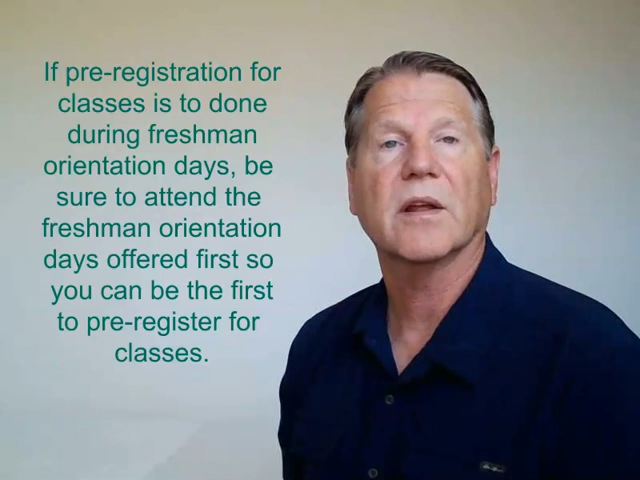 If pre-registration for
classes is to done
during freshman
orientation days, be
sure to attend the
freshman orientation
days offered first so
you can be the first
to pre-register for
classes.